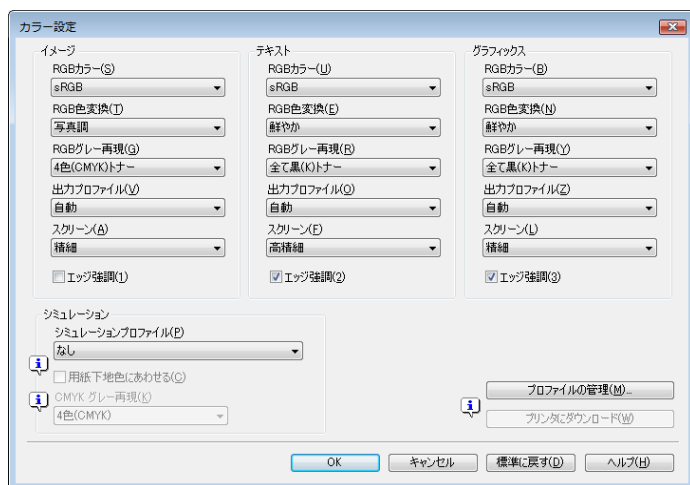 カラー設定
イメージ
RGBカラー(S)
sRGB
RGB色変換(T)
写真調
RGBグレー再現(G)
4色(CMYK)トナー
出力プロファイル(V)
自動
スクリーン(A)
精細
エッジ強調(1)
テキスト
RGBカラー(U)
sRGB
RGB色変換(E)
鮮やか
RGBグレー再現(R)
全て黒(K)トナー
出力プロファイル(O)
自動
スクリーン(F)
高精細
エッジ強調(2)
グラフィックス
RGBカラー(B)
sRGB
RGB色変換(N)
鮮やか
RGBグレー再現(Y)
全て黒(K)トナー
出力プロファイル(Z)
自動
スクリーン(L)
精細
エッジ強調(3)
シミュレーション
シミュレーションプロファイル(P)
なし
用紙下地色にあわせる(C)
CMYK グレー再現(K)
4色(CMYK)
プロファイルの管理(M)...
プリンタにダウンロード(W)
OK
キャンセル
標準に戻す(D)
ヘルプ(H)